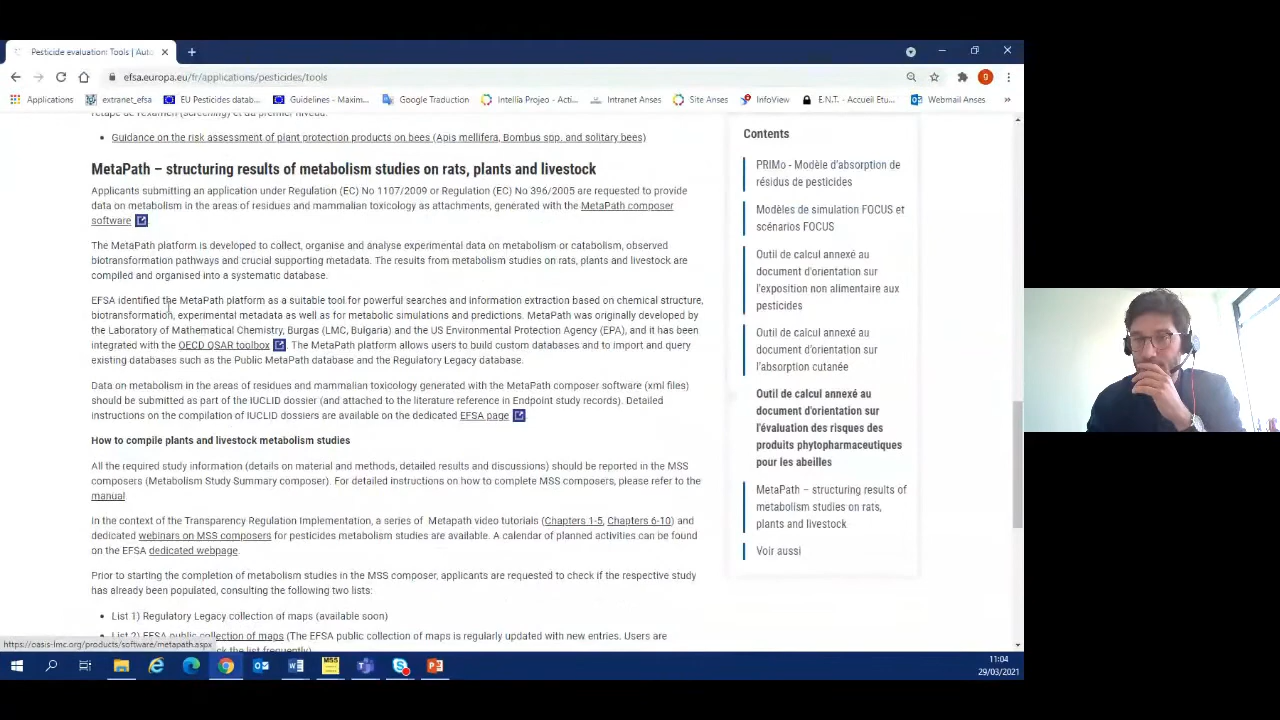 Pesticide evaluation: Tools | Auto
efsa.europa.eu/fr/applications/pesticides/tools
Applications
extranet_efsa
EU Pesticides datab...
Guidelines - Maxim...
Google Traduction
Intellia Projeo - Acti...
Intranet Anses
Site Anses
InfoView
E.N.T. - Accueil Etu...
Webmail Anses
»
Guidance on the risk assessment of plant protection products on bees (Apis mellifera, Bombus spp. and solitary bees)
MetaPath – structuring results of metabolism studies on rats, plants and livestock
Applicants submitting an application under Regulation (EC) No 1107/2009 or Regulation (EC) No 396/2005 are requested to provide
data on metabolism in the areas of residues and mammalian toxicology as attachments, generated with the MetaPath composer
software
The MetaPath platform is developed to collect, organise and analyse experimental data on metabolism or catabolism, observed
biotransformation pathways and crucial supporting metadata. The results from metabolism studies on rats, plants and livestock are
compiled and organised into a systematic database.
EFSA identified the MetaPath platform as a suitable tool for powerful searches and information extraction based on chemical structure,
biotransformation, experimental metadata as well as for metabolic simulations and predictions. MetaPath was originally developed by
the Laboratory of Mathematical Chemistry, Burgas (LMC, Bulgaria) and the US Environmental Protection Agency (EPA), and it has been
integrated with the OECD QSAR toolbox . The MetaPath platform allows users to build custom databases and to import and query
existing databases such as the Public MetaPath database and the Regulatory Legacy database.
Data on metabolism in the areas of residues and mammalian toxicology generated with the MetaPath composer software (xml files)
should be submitted as part of the IUCLID dossier (and attached to the literature reference in Endpoint study records). Detailed
instructions on the compilation of IUCLID dossiers are available on the dedicated EFSA page .
How to compile plants and livestock metabolism studies
All the required study information (details on material and methods, detailed results and discussions) should be reported in the MSS
composers (Metabolism Study Summary composer). For detailed instructions on how to complete MSS composers, please refer to the
manual
In the context of the Transparency Regulation Implementation, a series of Metapath video tutorials (Chapters 1-5, Chapters 6-10) and
dedicated webinars on MSS composers for pesticides metabolism studies are available. A calendar of planned activities can be found
on the EFSA dedicated webpage.
Prior to starting the completion of metabolism studies in the MSS composer, applicants are requested to check if the respective study
has already been populated, consulting the following two lists:
List 1) Regulatory Legacy collection of maps (available soon)
List 2) EFSA public collection of maps (The EFSA public collection of maps is regularly updated with new entries. Users are
https://oasis-lmc.org/products/software/metapath.aspx
Contents
PRIMo - Modèle d'absorption de
résidus de pesticides
Modèles de simulation FOCUS et
scénarios FOCUS
Outil de calcul annexé au
document d'orientation sur
l'exposition non alimentaire aux
pesticides
Outil de calcul annexé au
document d'orientation sur
l'absorption cutanée
Outil de calcul annexé au
document d'orientation sur
l'évaluation des risques des
produits phytopharmaceutiques
pour les abeilles
MetaPath – structuring results of
metabolism studies on rats,
plants and livestock
Voir aussi
MSS
11:04
29/03/2021